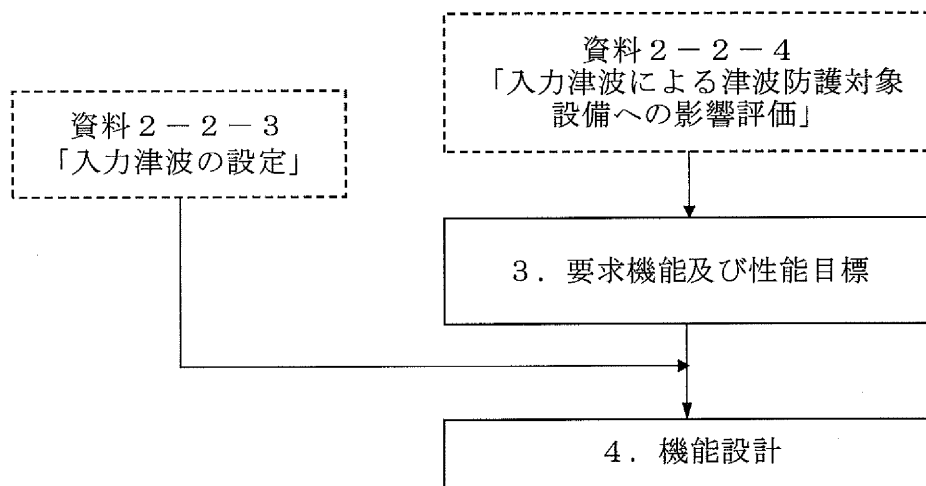 資料２－２－４
「入力津波による津波防護対象
設備への影響評価」
資料２－２－３
「入力津波の設定」
３．要求機能及び性能目標
４．機能設計